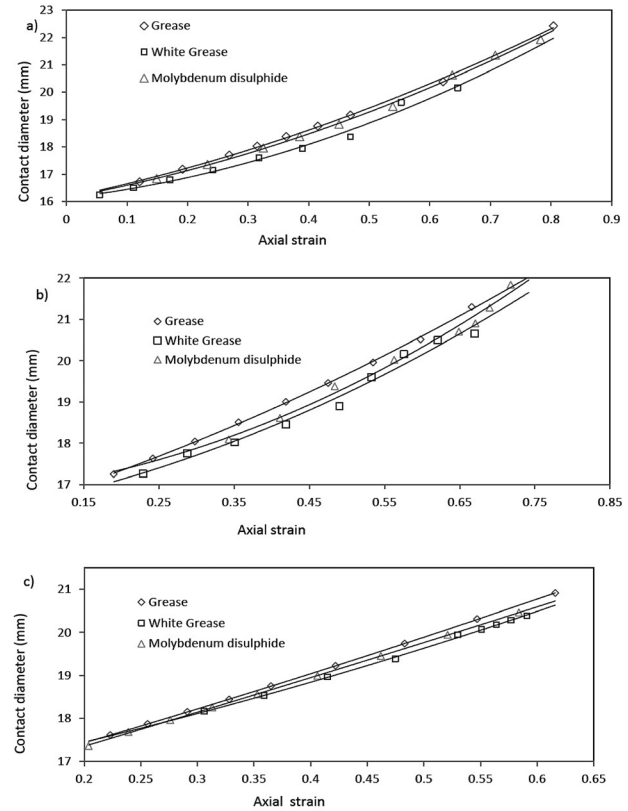 a)
23
22
21
20
19
18
17
16
Contact diameter (mm)
Grease
White Grease
Molybdenum disulphide
0 0.1 0.2 0.3 0.4 0.5 0.6 0.7 0.8 0.9
Axial strain
b)
22
21
20
19
18
17
Contact diameter (mm)
Grease
White Grease
Molybdenum disulphide
0.15 0.25 0.35 0.45 0.55 0.65 0.75 0.85
Axial strain
c)
21
20
19
18
17
Contact diameter (mm)
Grease
White Grease
Molybdenum disulphide
0.2 0.25 0.3 0.35 0.4 0.45 0.5 0.55 0.6 0.65
Axial strain